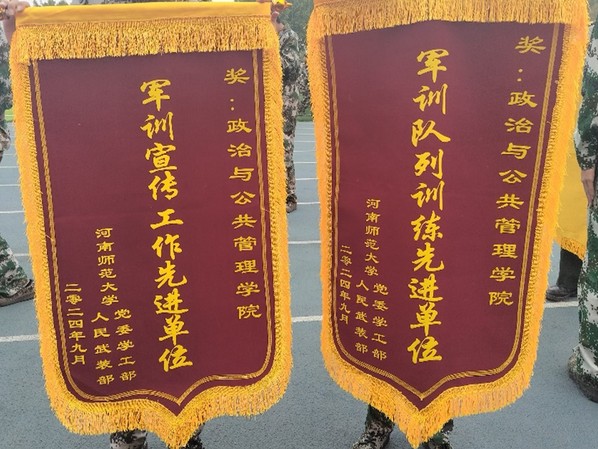 奖：政治与公共管理学院
军训宣传工作先进单位
河南师范大学
党委学工部
人民武装部
二零二四年九月
奖：政治与公共管理学院
军训队列训练先进单位
河南师范大学
党委学工部
人民武装部
二零二四年九月